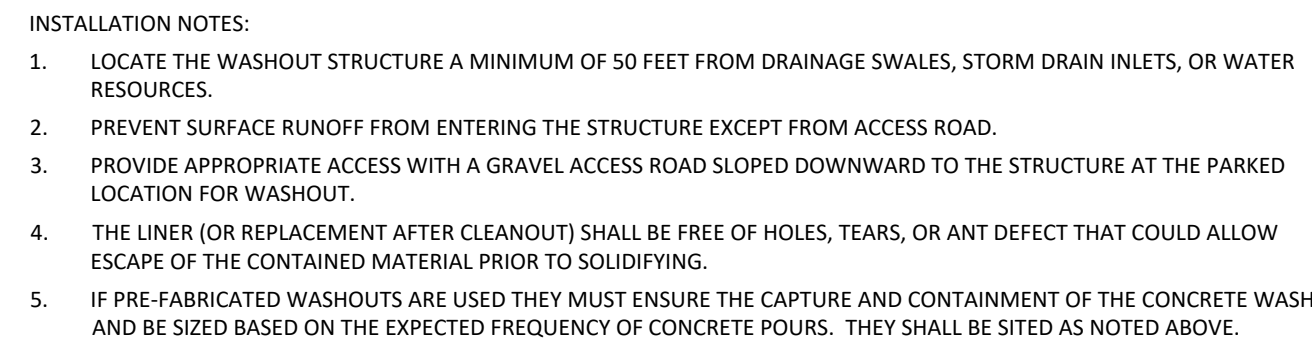 INSTALLATION NOTES:
1. LOCATE THE WASHOUT STRUCTURE A MINIMUM OF 50 FEET FROM DRAINAGE SWALES, STORM DRAIN INLETS, OR WATER
RESOURCES.
2. PREVENT SURFACE RUNOFF FROM ENTERING THE STRUCTURE EXCEPT FROM ACCESS ROAD.
3. PROVIDE APPROPRIATE ACCESS WITH A GRAVEL ACCESS ROAD SLOPED DOWNWARD TO THE STRUCTURE AT THE PARKED
LOCATION FOR WASHOUT.
4. THE LINER (OR REPLACEMENT AFTER CLEANOUT) SHALL BE FREE OF HOLES, TEARS, OR ANT DEFECT THAT COULD ALLOW
ESCAPE OF THE CONTAINED MATERIAL PRIOR TO SOLIDIFYING.
5. IF PRE-FABRICATED WASHOUTS ARE USED THEY MUST ENSURE THE CAPTURE AND CONTAINMENT OF THE CONCRETE WASH
AND BE SIZED BASED ON THE EXPECTED FREQUENCY OF CONCRETE POURS. THEY SHALL BE SITED AS NOTED ABOVE.